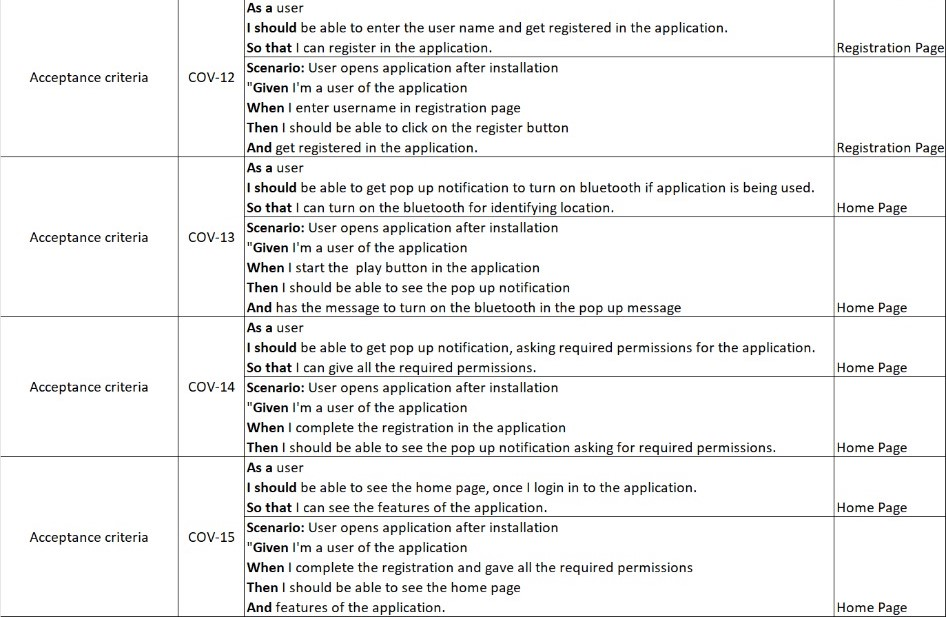 As a user
I should be able to enter the user name and get registered in the application.
So that I can register in the application.
Registration Page
Acceptance criteria
COV-12
Scenario: User opens application after installation
"Given I'm a user of the application
When I enter username in registration page
Then I should be able to click on the register button
And get registered in the application.
Registration Page
As a user
I should be able to get pop up notification to turn on bluetooth if application is being used.
So that I can turn on the bluetooth for identifying location.
Home Page
Acceptance criteria
COV-13
Scenario: User opens application after installation
"Given I'm a user of the application
When I start the  play button in the application
Then I should be able to see the pop up notification
And has the message to turn on the bluetooth in the pop up message
Home Page
As a user
I should be able to get pop up notification, asking required permissions for the application.
So that I can give all the required permissions.
Home Page
Acceptance criteria
COV-14
Scenario: User opens application after installation
"Given I'm a user of the application
When I complete the registration in the application
Then I should be able to see the pop up notification asking for required permissions.
Home Page
As a user
I should be able to see the home page, once I login in to the application.
So that I can see the features of the application.
Home Page
Acceptance criteria
COV-15
Scenario: User opens application after installation
"Given I'm a user of the application
When I complete the registration and gave all the required permissions
Then I should be able to see the home page
And features of the application.
Home Page